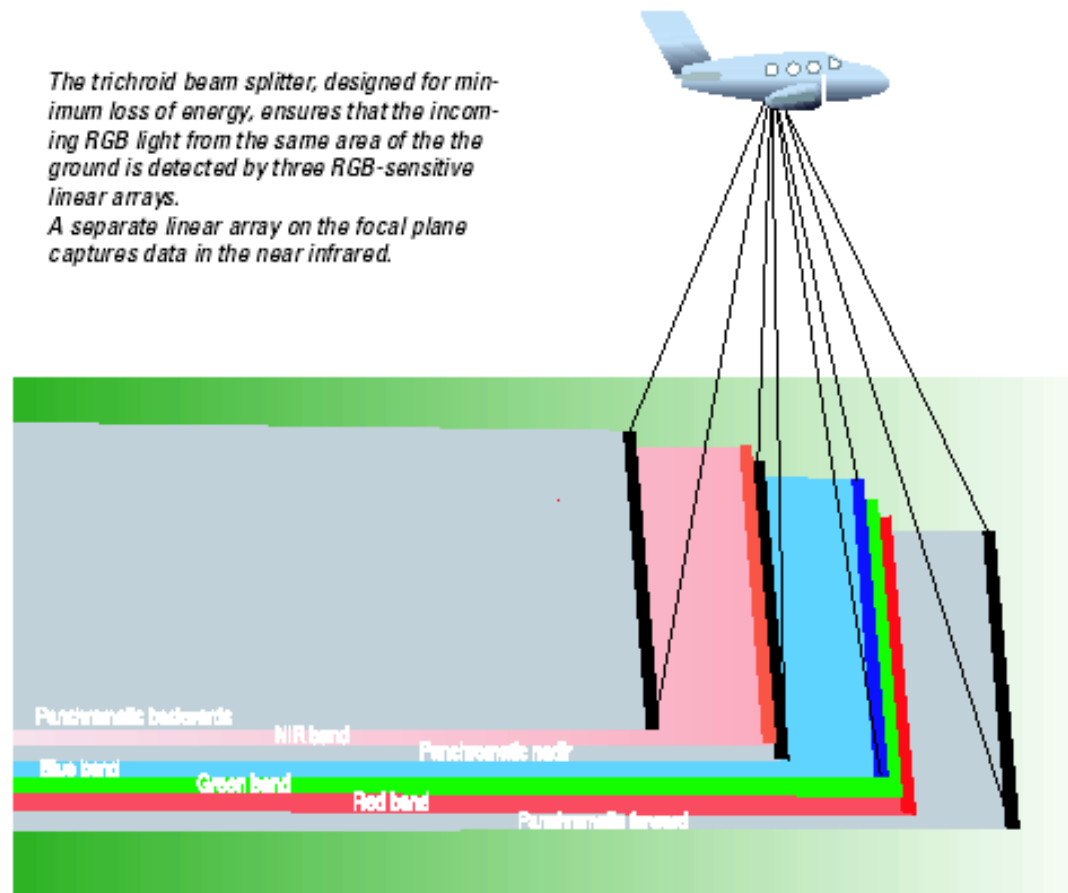 The trichroid beam splitter, designed for min-
imum loss of energy, ensures that the incom-
ing RGB light from the same area of the the
ground is detected by three RGB-sensitive
linear arrays.
A separate linear array on the focal plane
captures data in the near infrared.
Panchromatic backwards
NIR band
Panchromatic nadir
Blue band
Green band
Red band
Panchromatic forward